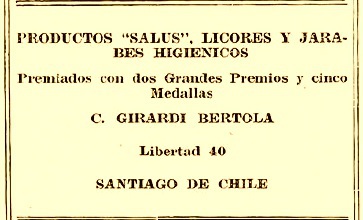 PRODUCTOS "SALUS", LICORES Y JARA-
BES HIGIENICOS
Premiados con dos Grandes Premios y cinco
Medallas
C. GIRARDI BERTOLA
Libertad 40
SANTIAGO DE CHILE